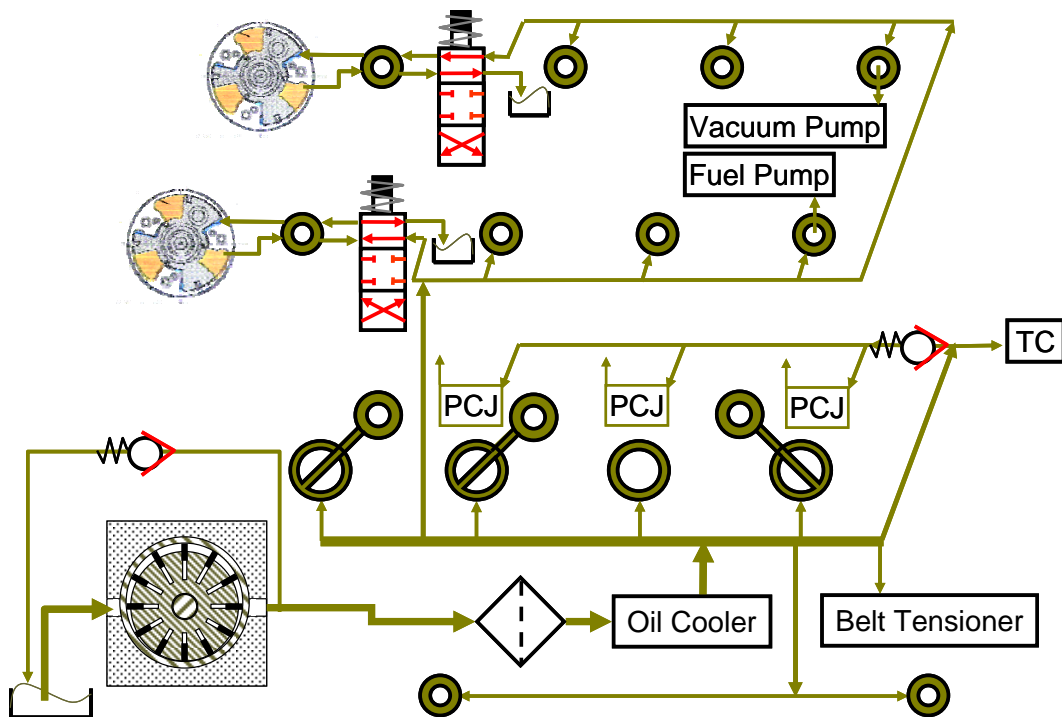 Vacuum Pump
Fuel Pump
TC
PCJ
PCJ
PCJ
Oil Cooler
Belt Tensioner